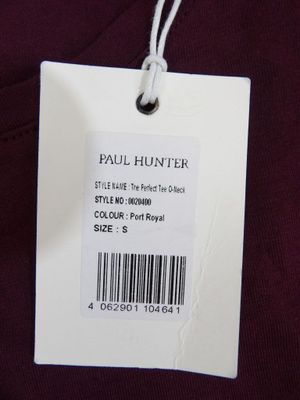 PAUL HUNTER
STYLE NAME : The Perfect Tee O-Neck
STYLE NO : 0020400
COLOUR : Port Royal
SIZE : S
4 062901 104641